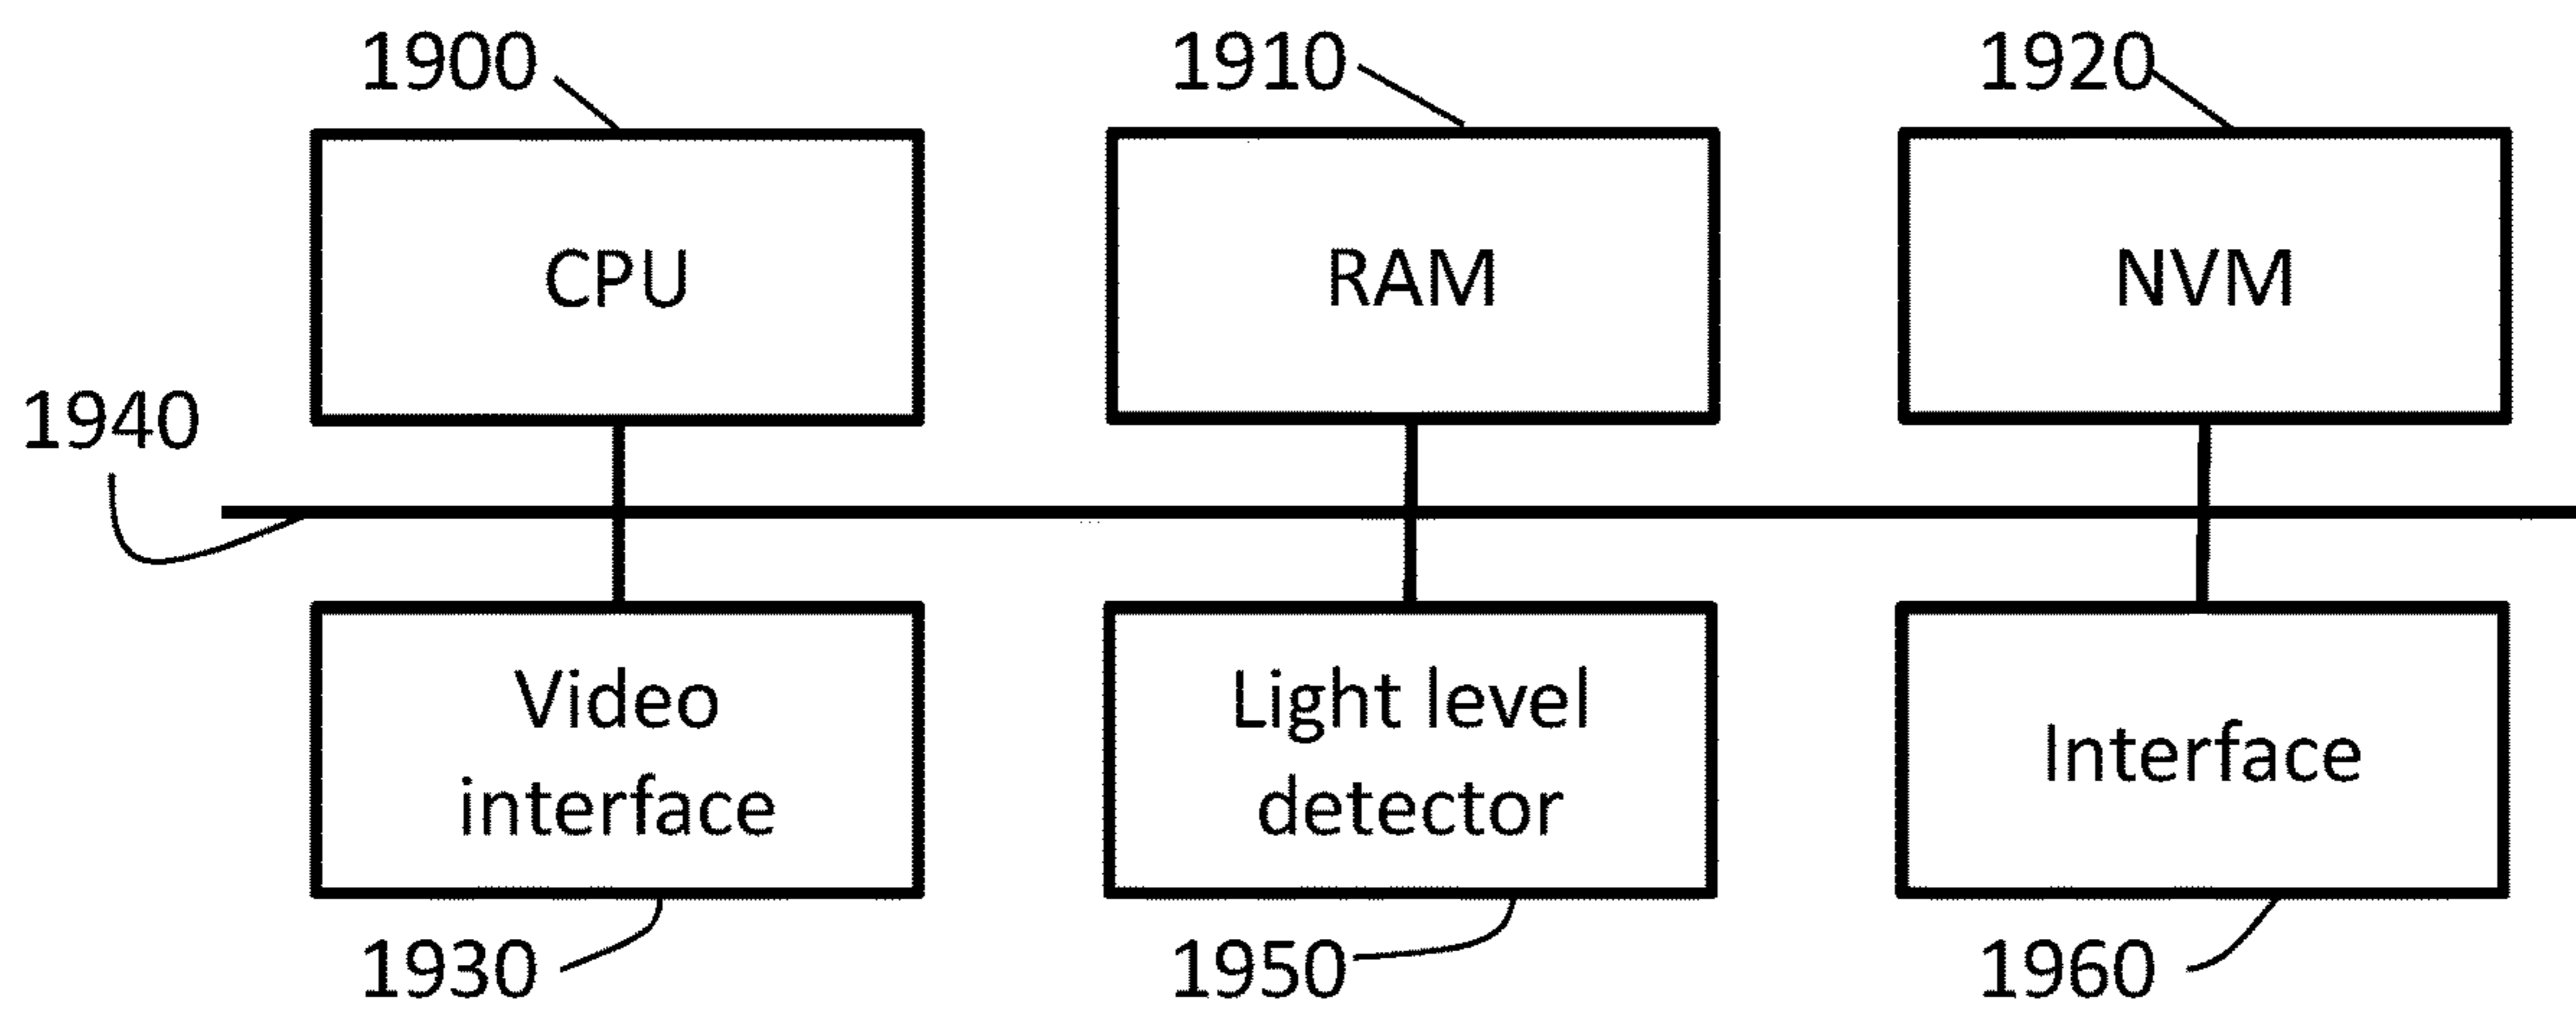 1900
1910
1920
CPU
RAM
NVM
1940
Video
interface
Light level
detector
Interface
1930
1950
1960